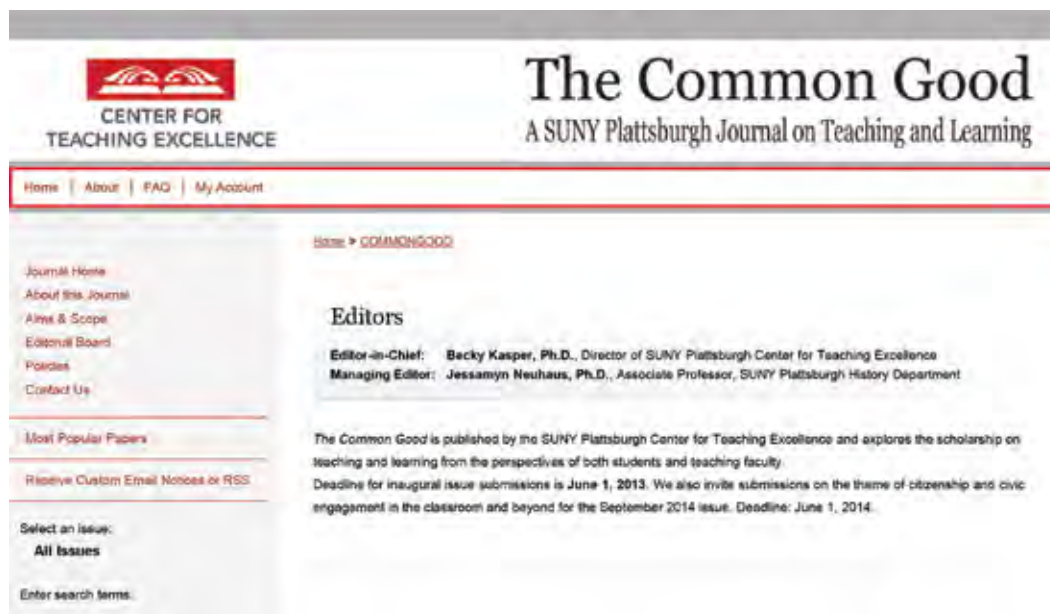 CENTER FOR
TEACHING EXCELLENCE
The Common Good
A SUNY Plattsburgh Journal on Teaching and Learning
Home | About | FAQ | My Account
Home > COMMONGOOD
Journal Home
About this Journal
Aims & Scope
Editorial Board
Policies
Contact Us
Most Popular Papers
Receive Custom Email Notices or RSS
Select an issue:
All Issues
Enter search terms:
Editors
Editor-in-Chief: Becky Kasper, Ph.D., Director of SUNY Plattsburgh Center for Teaching Excellence
Managing Editor: Jessamyn Neuhaus, Ph.D., Associate Professor, SUNY Plattsburgh History Department
The Common Good is published by the SUNY Plattsburgh Center for Teaching Excellence and explores the scholarship on
teaching and learning from the perspectives of both students and teaching faculty.
Deadline for inaugural issue submissions is June 1, 2013. We also invite submissions on the theme of citizenship and civic
engagement in the classroom and beyond for the September 2014 issue. Deadline: June 1, 2014.